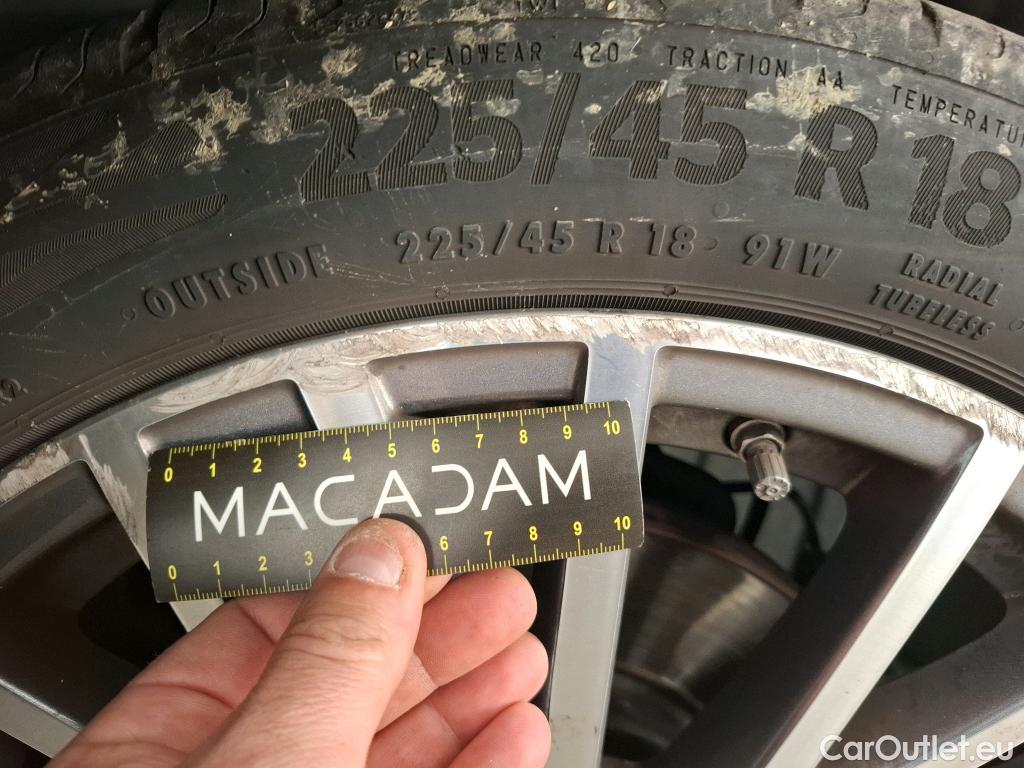 TWI
TREADWEAR 420 TRACTION AA
225/45 R 18
OUTSIDE 225/45 R 18 91W
RADIAL
TUBELESS
0 1 2 3 4 5 6 7 8 9 10
MACADAM
0 1 2 3 6 7 8 9 10
CarOutlet.eu